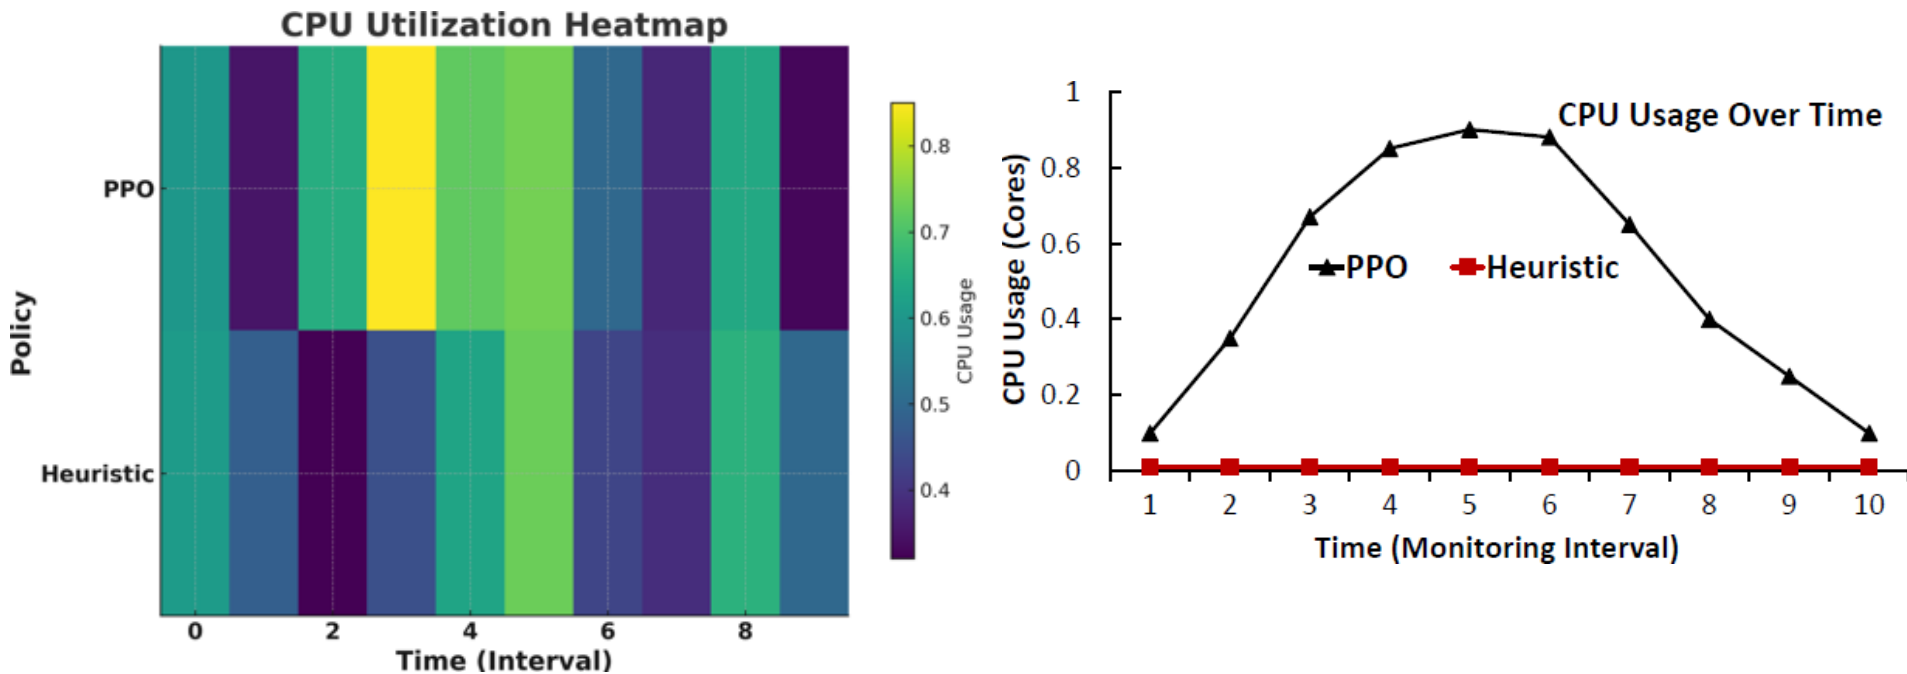 CPU Utilization Heatmap
Policy
PPO
Heuristic
0 2 4 6 8
Time (Interval)
0.8
0.7
0.6
0.5
0.4
CPU Usage
CPU Usage Over Time
CPU Usage (Cores)
1
0.8
0.6
0.4
0.2
0
PPO Heuristic
1 2 3 4 5 6 7 8 9 10
Time (Monitoring Interval)